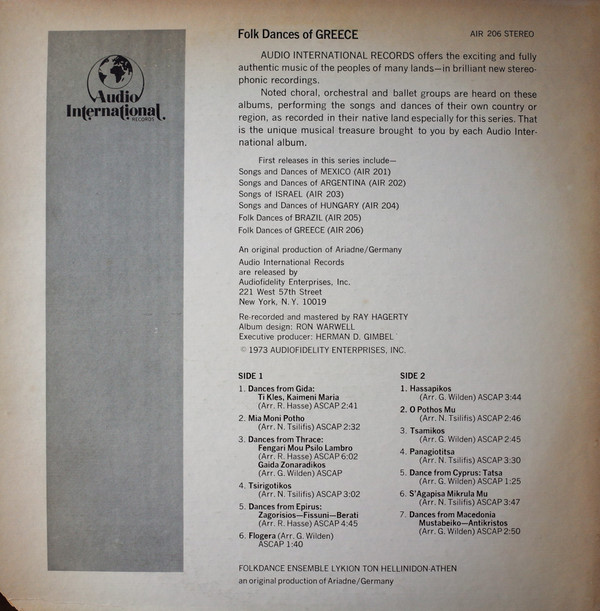 Audio
International.
RECORDS
Folk Dances of GREECE
AIR 206 STEREO
AUDIO INTERNATIONAL RECORDS offers the exciting and fully
authentic music of the peoples of many lands—in brilliant new stereo-
phonic recordings.
Noted choral, orchestral and ballet groups are heard on these
albums, performing the songs and dances of their own country or
region, as recorded in their native land especially for this series. That
is the unique musical treasure brought to you by each Audio Inter-
national album.
First releases in this series include—
Songs and Dances of MEXICO (AIR 201)
Songs and Dances of ARGENTINA (AIR 202)
Songs of ISRAEL (AIR 203)
Songs and Dances of HUNGARY (AIR 204)
Folk Dances of BRAZIL (AIR 205)
Folk Dances of GREECE (AIR 206)
An original production of Ariadne/Germany
Audio International Records
are released by
Audiofidelity Enterprises, Inc.
221 West 57th Street
New York, N.Y. 10019
Re-recorded and mastered by RAY HAGERTY
Album design: RON WARWELL
Executive producer: HERMAN D. GIMBEL
© 1973 AUDIOFIDELITY ENTERPRISES, INC.
SIDE 1
1. Dances from Gida:
Ti Kles, Kaimeni Maria
(Arr. R. Hasse) ASCAP 2:41
2. Mia Moni Potho
(Arr. N. Tsilifis) ASCAP 2:32
3. Dances from Thrace:
Fengari Mou Psilo Lambro
(Arr. R. Hasse) ASCAP 6:02
Gaida Zonaradikos
(Arr. G. Wilden) ASCAP
4. Tsirigotikos
(Arr. N. Tsilifis) ASCAP 3:02
5. Dances from Epirus:
Zagorisios—Fissuni—Berati
(Arr. R. Hasse) ASCAP 4:45
6. Flogera (Arr. G. Wilden)
ASCAP 1:40
SIDE 2
1. Hassapikos
(Arr. G. Wilden) ASCAP 3:44
2. O Pothos Mu
(Arr. N. Tsilifis) ASCAP 2:46
3. Tsamikos
(Arr. G. Wilden) ASCAP 2:45
4. Panagiotitsa
(Arr. N. Tsilifis) ASCAP 3:30
5. Dance from Cyprus: Tatsa
(Arr. G. Wilden) ASCAP 1:25
6. S'Agapisa Mikrula Mu
(Arr. N. Tsilifis) ASCAP 3:47
7. Dances from Macedonia
Mustabeiko—Antikristos
(Arr. G. Wilden) ASCAP 2:50
FOLKDANCE ENSEMBLE LYKION TON HELLINIDON-ATHEN
an original production of Ariadne/Germany